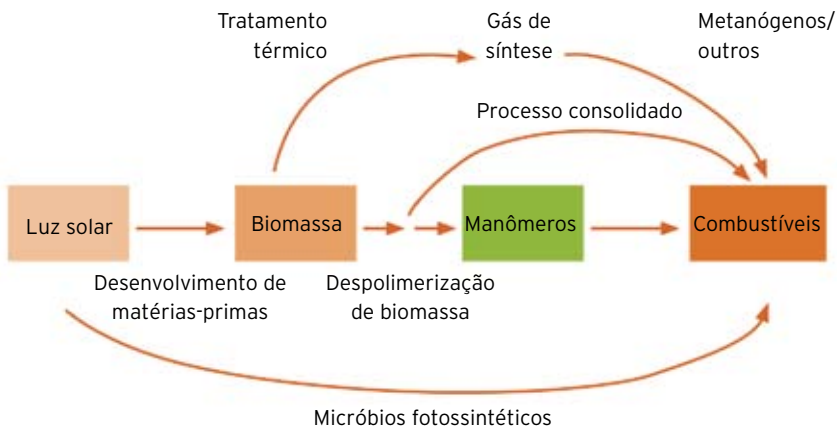 Tratamento
térmico
Gás de
síntese
Metanógenos/
outros
Processo consolidado
Luz solar
Biomassa
Manômeros
Combustíveis
Desenvolvimento de
matérias-primas
Despolimerização
de biomassa
Micróbios fotossintéticos